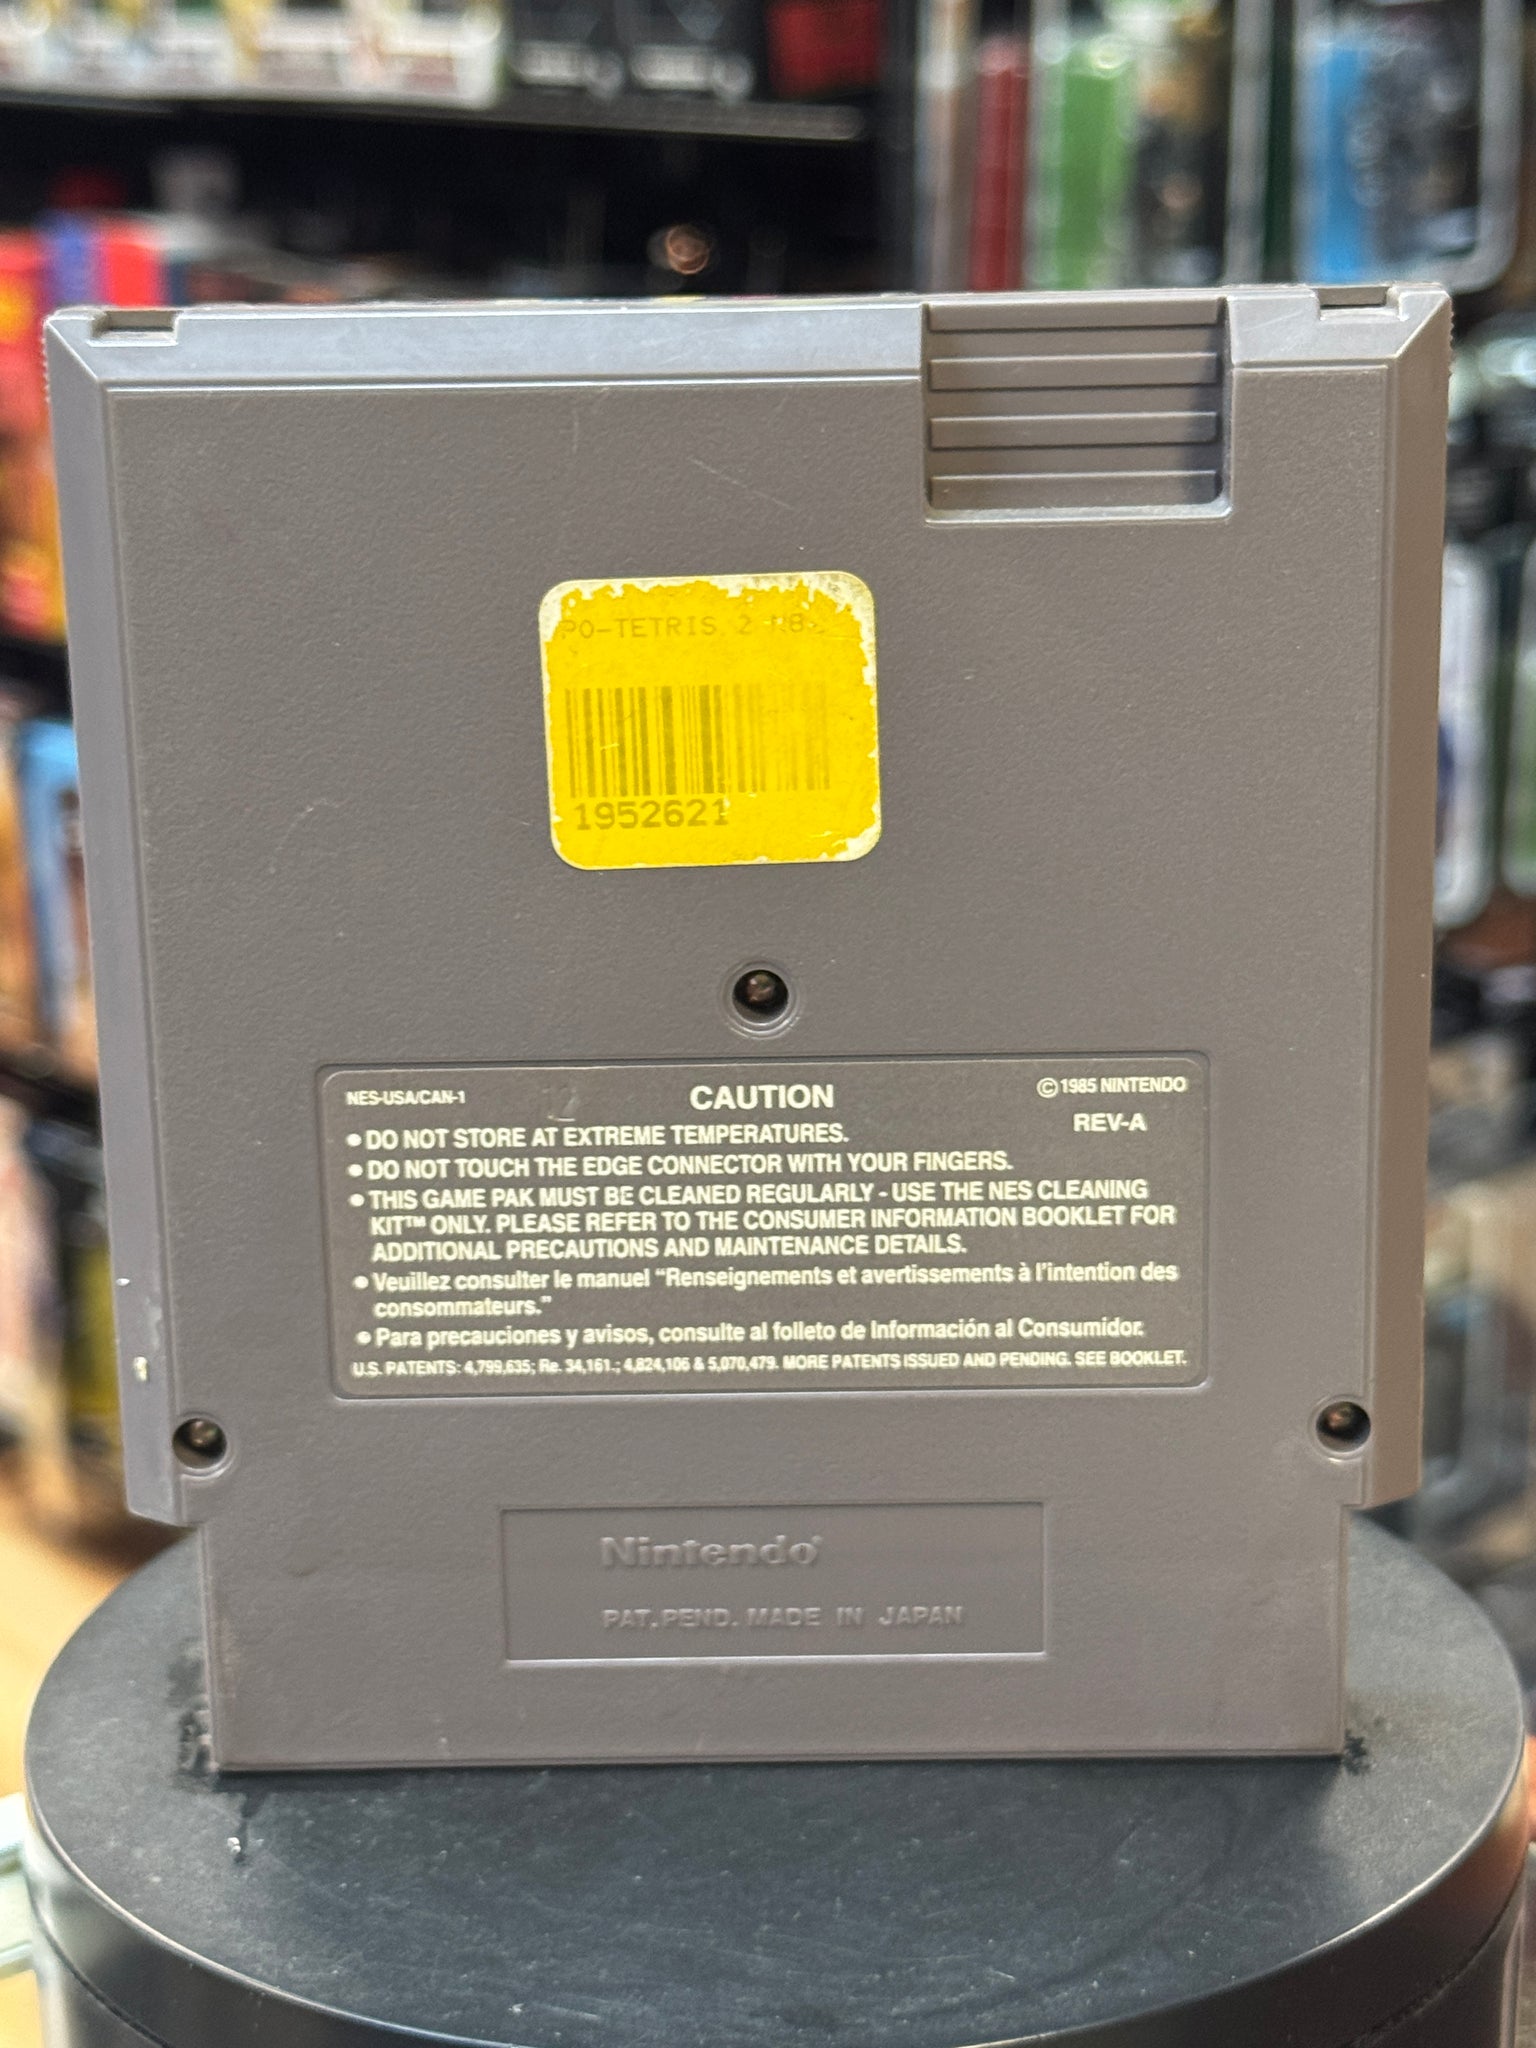 PO-TETRIS 2
1952621
NES-USA/CAN-1
12
CAUTION
©1985 NINTENDO
REV-A
● DO NOT STORE AT EXTREME TEMPERATURES.
● DO NOT TOUCH THE EDGE CONNECTOR WITH YOUR FINGERS.
● THIS GAME PAK MUST BE CLEANED REGULARLY - USE THE NES CLEANING
KIT™ ONLY. PLEASE REFER TO THE CONSUMER INFORMATION BOOKLET FOR
ADDITIONAL PRECAUTIONS AND MAINTENANCE DETAILS.
● Veuillez consulter le manuel “Renseignements et avertissements à l’intention des
consommateurs.”
● Para precauciones y avisos, consulte al folleto de Información al Consumidor.
U.S. PATENTS: 4,799,635; Re. 34,161.; 4,824,106 & 5,070,479. MORE PATENTS ISSUED AND PENDING. SEE BOOKLET.
Nintendo®
PAT.PEND. MADE IN JAPAN